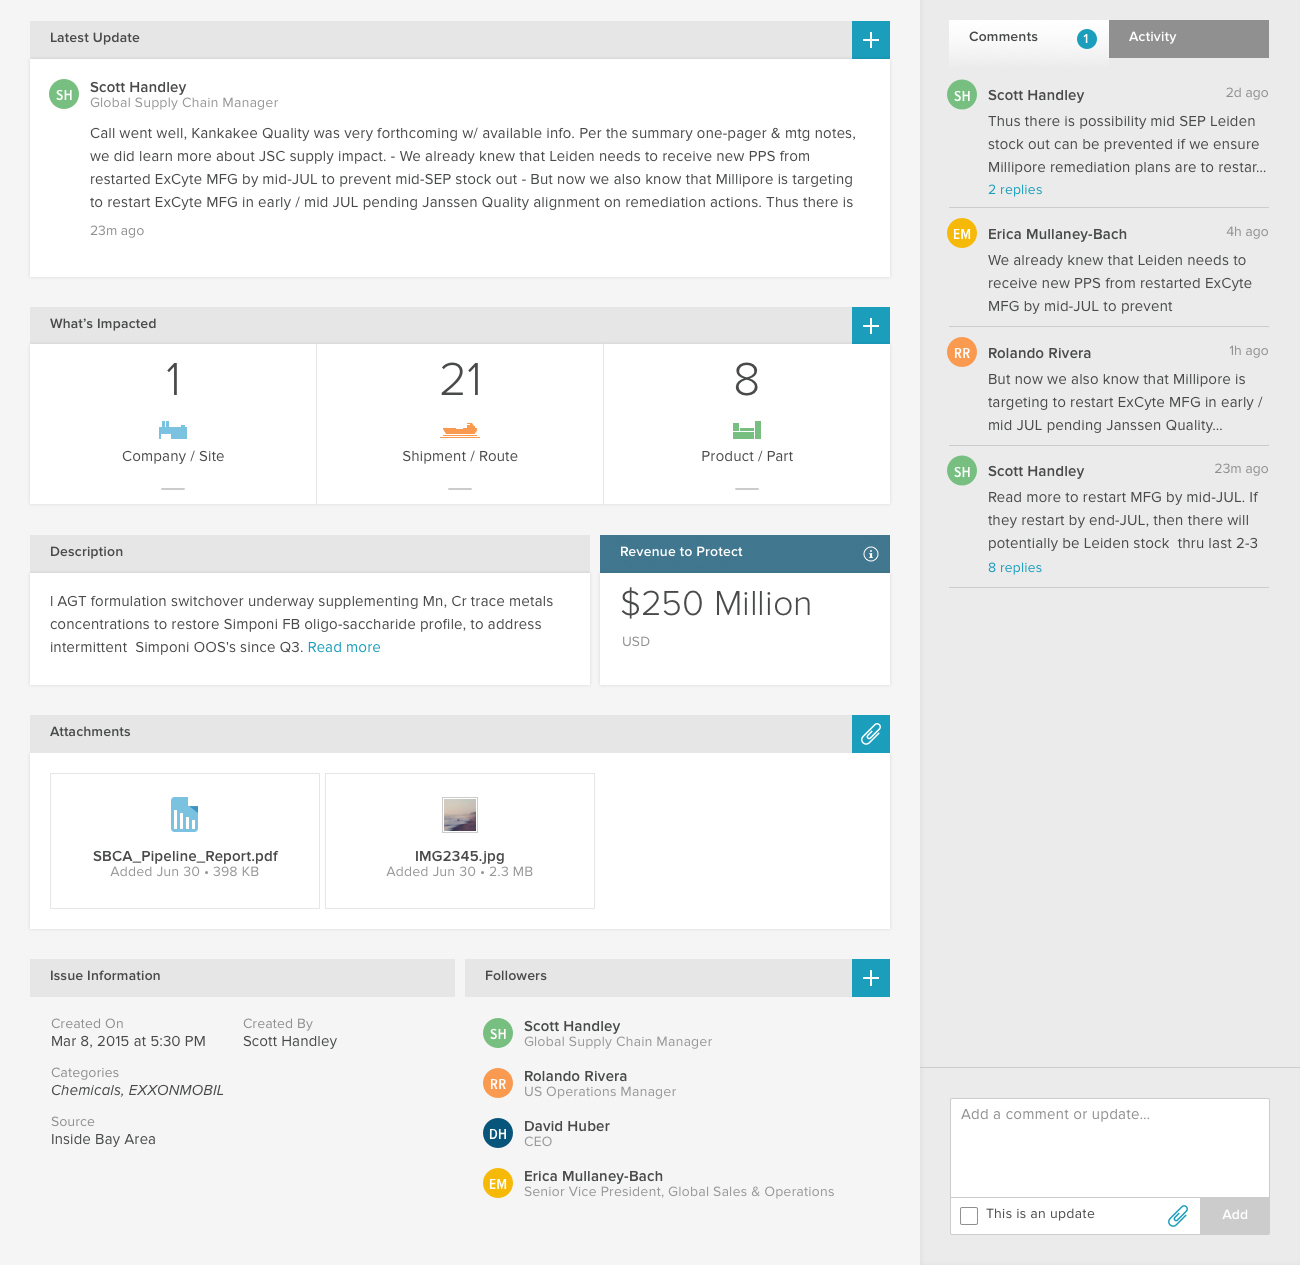 Latest Update
SH
Scott Handley
Global Supply Chain Manager
Call went well, Kankakee Quality was very forthcoming w/ available info. Per the summary one-pager & mtg notes,
we did learn more about JSC supply impact. - We already knew that Leiden needs to receive new PPS from
restarted ExCyte MFG by mid-JUL to prevent mid-SEP stock out - But now we also know that Millipore is targeting
to restart ExCyte MFG in early / mid JUL pending Janssen Quality alignment on remediation actions. Thus there is
23m ago
What's Impacted
1
Company / Site
21
Shipment / Route
8
Product / Part
Description
l AGT formulation switchover underway supplementing Mn, Cr trace metals
concentrations to restore Simponi FB oligo-saccharide profile, to address
intermittent  Simponi OOS's since Q3. Read more
Revenue to Protect
$250 Million
USD
Attachments
SBCA_Pipeline_Report.pdf
Added Jun 30 • 398 KB
IMG2345.jpg
Added Jun 30 • 2.3 MB
Issue Information
Created On
Mar 8, 2015 at 5:30 PM
Created By
Scott Handley
Categories
Chemicals, EXXONMOBIL
Source
Inside Bay Area
Followers
SH
Scott Handley
Global Supply Chain Manager
RR
Rolando Rivera
US Operations Manager
DH
David Huber
CEO
EM
Erica Mullaney-Bach
Senior Vice President, Global Sales & Operations
Comments
1
Activity
SH
Scott Handley
2d ago
Thus there is possibility mid SEP Leiden
stock out can be prevented if we ensure
Millipore remediation plans are to restar...
2 replies
EM
Erica Mullaney-Bach
4h ago
We already knew that Leiden needs to
receive new PPS from restarted ExCyte
MFG by mid-JUL to prevent
RR
Rolando Rivera
1h ago
But now we also know that Millipore is
targeting to restart ExCyte MFG in early /
mid JUL pending Janssen Quality...
SH
Scott Handley
23m ago
Read more to restart MFG by mid-JUL. If
they restart by end-JUL, then there will
potentially be Leiden stock  thru last 2-3
8 replies
Add a comment or update...
This is an update
Add